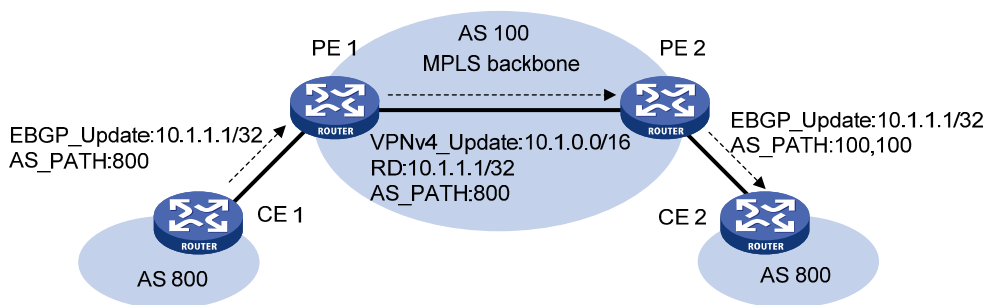 AS 100
MPLS backbone
PE 1
PE 2
ROUTER
ROUTER
EBGP_Update:10.1.1.1/32
AS_PATH:800
VPNv4_Update:10.1.0.0/16
RD:10.1.1.1/32
AS_PATH:800
EBGP_Update:10.1.1.1/32
AS_PATH:100,100
CE 1
CE 2
ROUTER
ROUTER
AS 800
AS 800